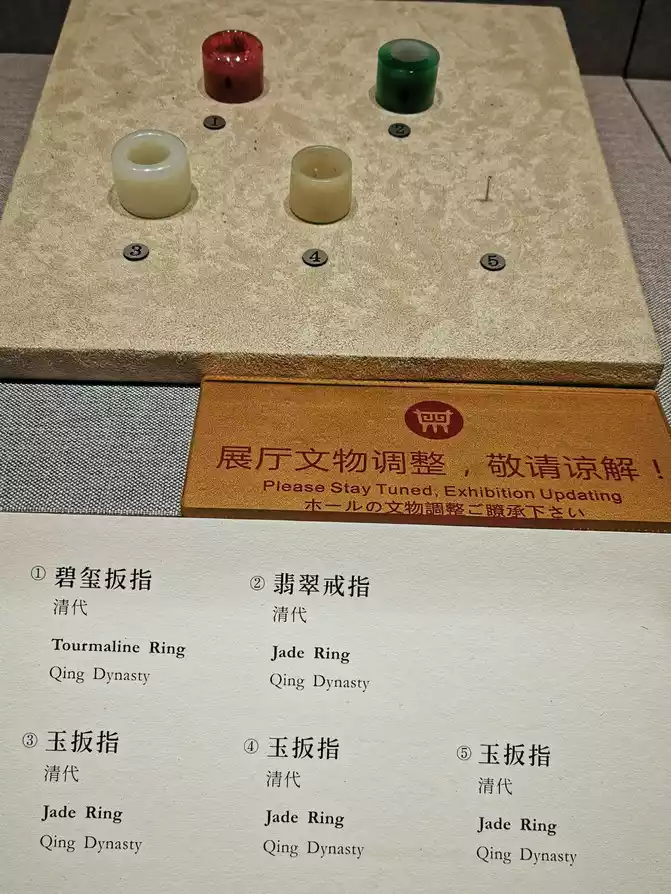 1
2
3
4
5
展厅文物调整，敬请谅解！
Please Stay Tuned, Exhibition Updating
ホールの文物調整ご瞭承下さい
① 碧玺扳指
清代
Tourmaline Ring
Qing Dynasty
② 翡翠戒指
清代
Jade Ring
Qing Dynasty
③ 玉扳指
清代
Jade Ring
Qing Dynasty
④ 玉扳指
清代
Jade Ring
Qing Dynasty
⑤ 玉扳指
清代
Jade Ring
Qing Dynasty